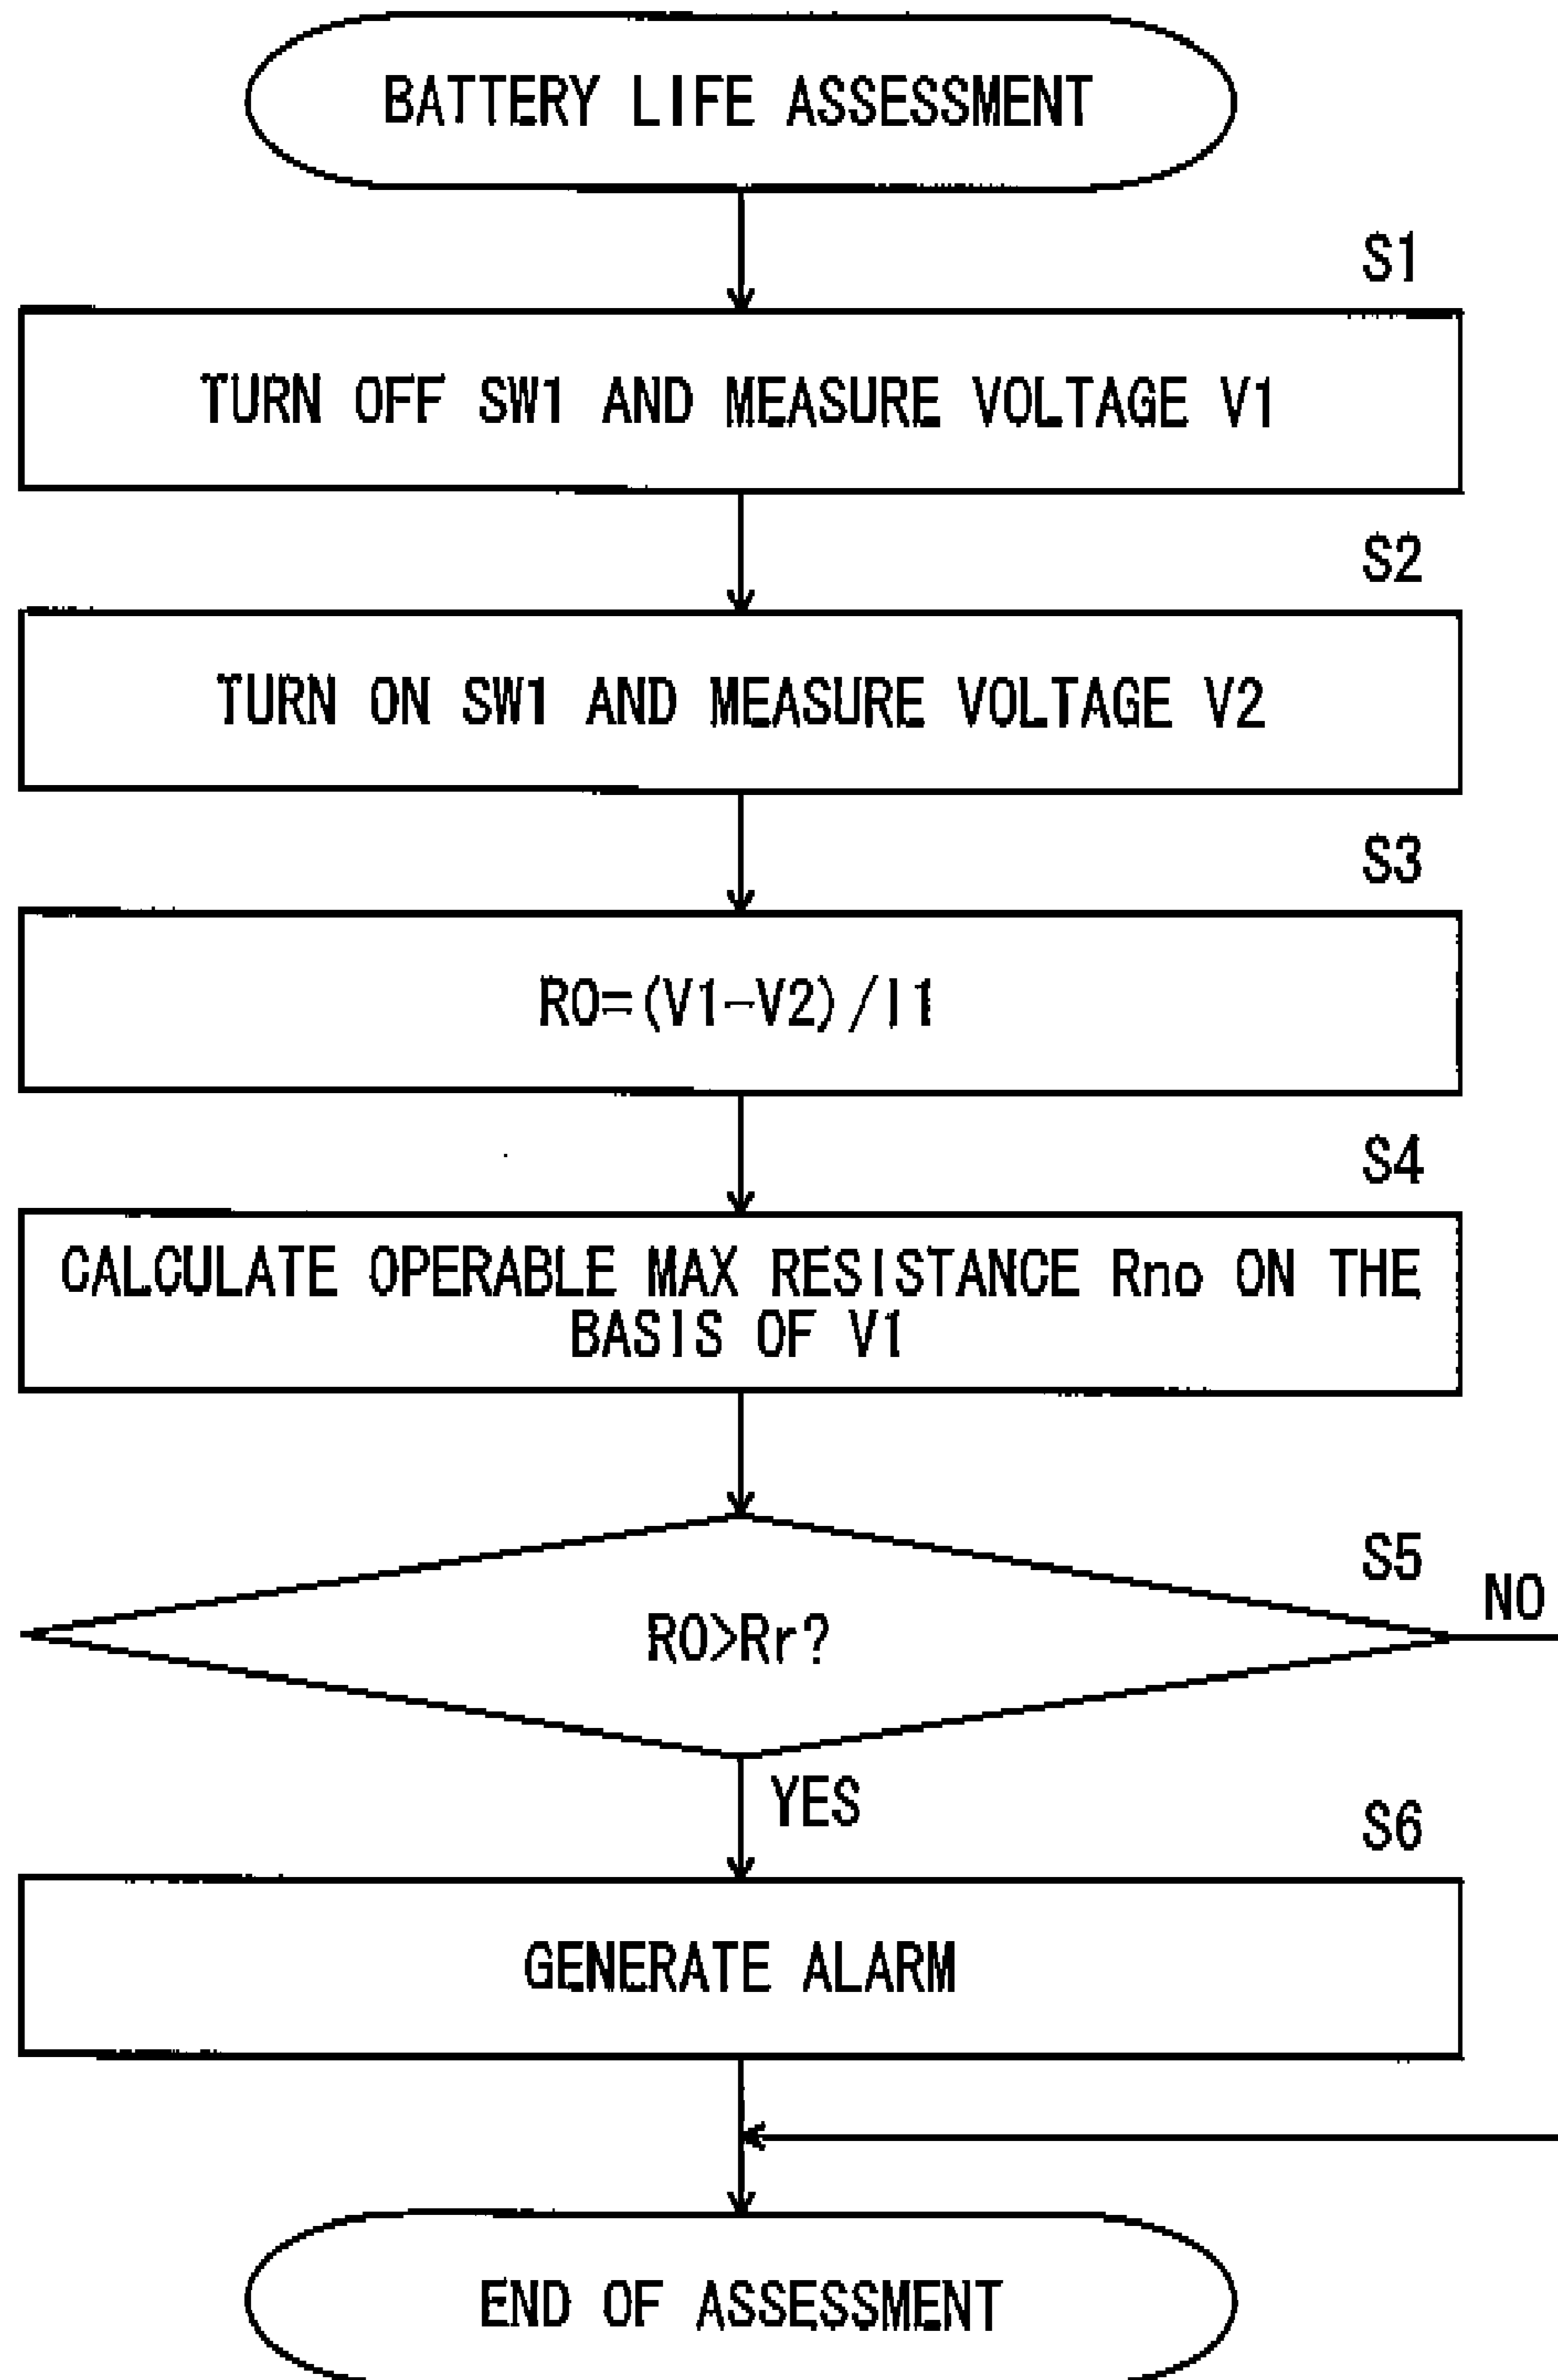 BATTERY LIFE ASSESSMENT
S1
TURN OFF SW1 AND MEASURE VOLTAGE V1
S2
TURN ON SW1 AND MEASURE VOLTAGE V2
S3
R0=(V1-V2)/I1
S4
CALCULATE OPERABLE MAX RESISTANCE Rno ON THE
BASIS OF V1
S5
NO
R0>Rr?
YES
S6
GENERATE ALARM
END OF ASSESSMENT